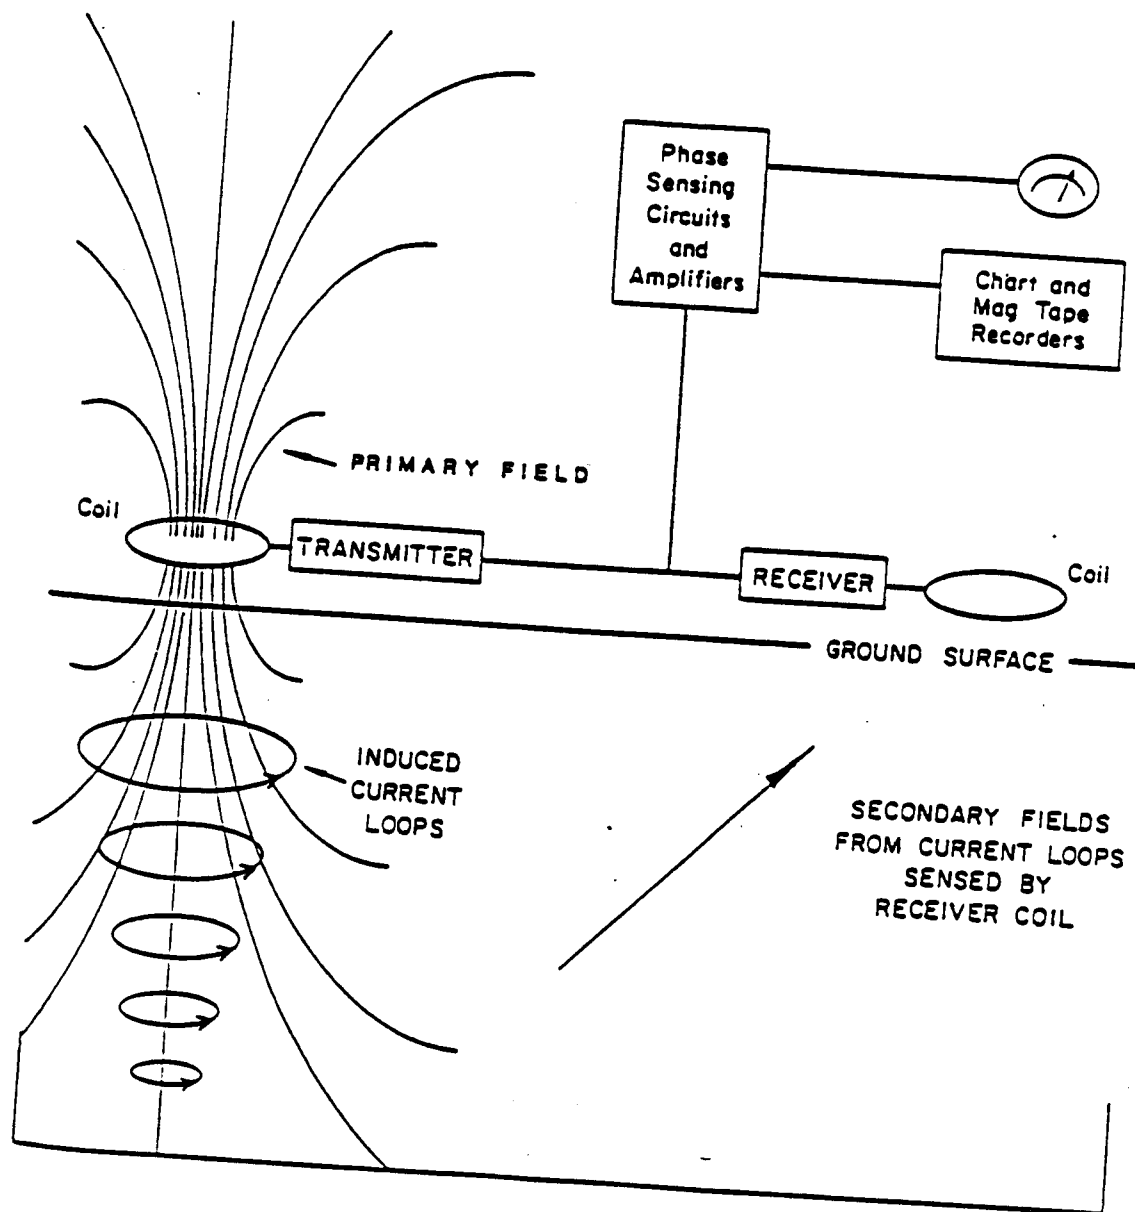 Phase
Sensing
Circuits
and
Amplifiers
Chart and
Mag Tape
Recorders
PRIMARY FIELD
Coil
TRANSMITTER
RECEIVER
Coil
GROUND SURFACE
INDUCED
CURRENT
LOOPS
SECONDARY FIELDS
FROM CURRENT LOOPS
SENSED BY
RECEIVER COIL